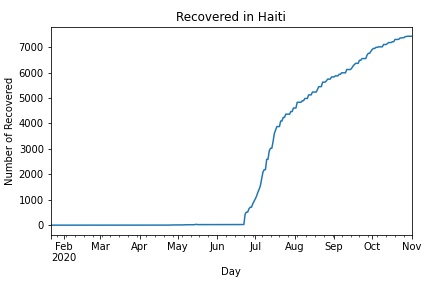 Recovered in Haiti
Number of Recovered
7000
6000
5000
4000
3000
2000
1000
0
Feb Mar Apr May Jun Jul Aug Sep Oct Nov
2020
Day